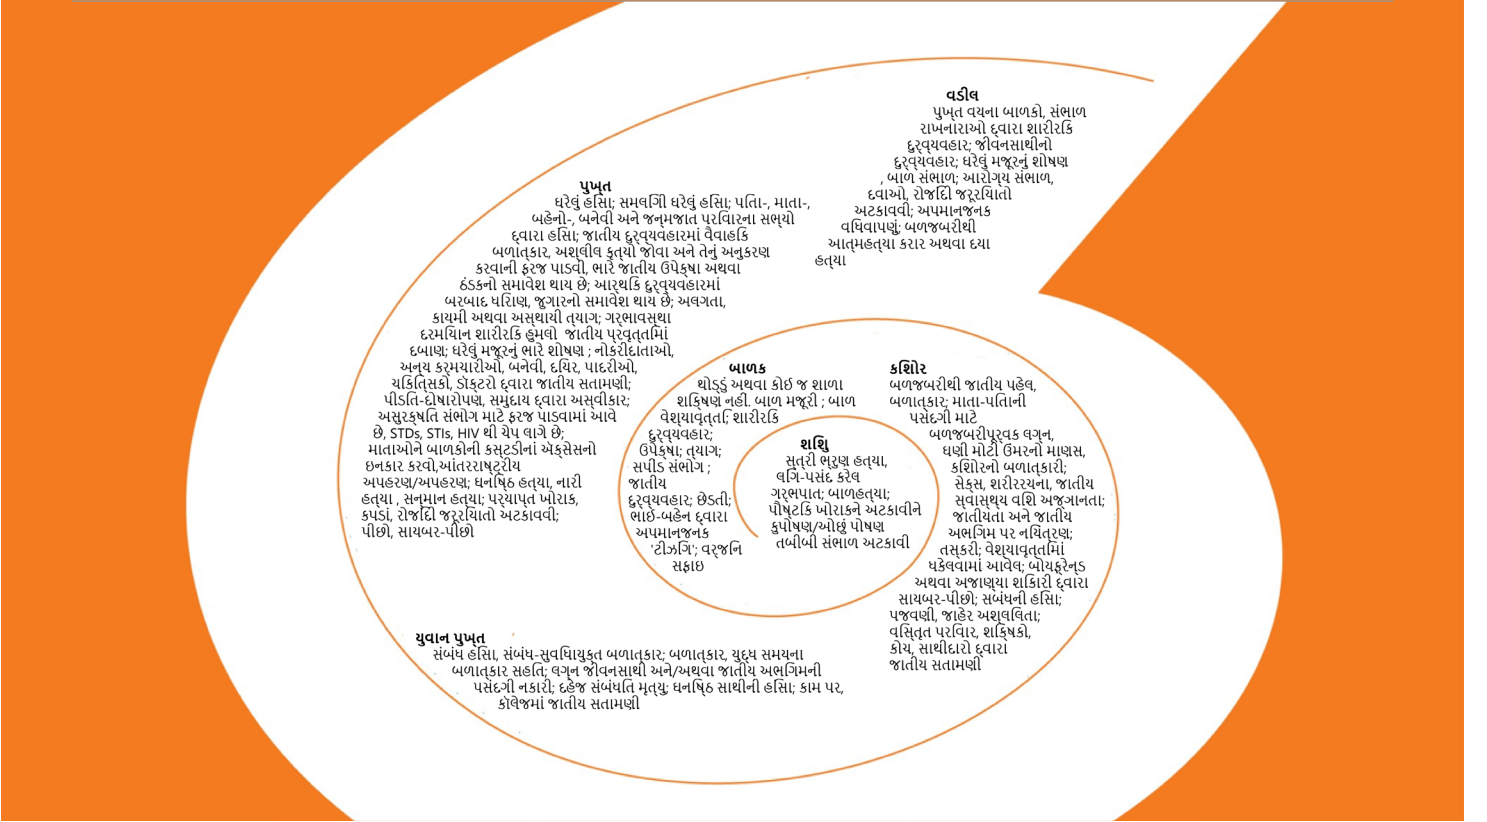 વડીલ
પુખ્ત વયના બાળકો, સંભાળ
રાખનારાઓ દ્વારા શારીરિક
દુર્વ્યવહાર; જીવનસાથીનો
દુર્વ્યવહાર; ઘરેલું મજૂરનું શોષણ
, બાળ સંભાળ; આરોગ્ય સંભાળ,
દવાઓ, રોજિંદી જરૂરિયાતો
અટકાવવી; અપમાનજનક
વિધવાપણું; બળજબરીથી
આત્મહત્યા કરાર અથવા દયા
હત્યા
પુખ્ત
ઘરેલું હિંસા; સમલિંગી ઘરેલું હિંસા; પિતા-, માતા-,
બહેનો-, બનેવી અને જન્મજાત પરિવારના સભ્યો
દ્વારા હિંસા; જાતીય દુર્વ્યવહારમાં વૈવાહિક
બળાત્કાર, અશ્લીલ કૃત્યો જોવા અને તેનું અનુકરણ
કરવાની ફરજ પાડવી, ભારે જાતીય ઉપેક્ષા અથવા
ઠંડકનો સમાવેશ થાય છે; આર્થિક દુર્વ્યવહારમાં
બરબાદ ધિરાણ, જુગારનો સમાવેશ થાય છે; અલગતા,
કાયમી અથવા અસ્થાયી ત્યાગ; ગર્ભાવસ્થા
દરમિયાન શારીરિક હુમલો જાતીય પ્રવૃત્તિમાં
દબાણ; ઘરેલું મજૂરનું ભારે શોષણ ; નોકરીદાતાઓ,
અન્ય કર્મચારીઓ, બનેવી, દિયર, પાદરીઓ,
ચિકિત્સકો, ડૉક્ટરો દ્વારા જાતીય સતામણી;
પીડિત-દોષારોપણ, સમુદાય દ્વારા અસ્વીકાર;
અસુરક્ષિત સંભોગ માટે ફરજ પાડવામાં આવે
છે, STDs, STIs, HIV થી ચેપ લાગે છે;
માતાઓને બાળકોની કસ્ટડીનાં ઍક્સેસનો
ઇનકાર કરવો,આંતરરાષ્ટ્રીય
અપહરણ/અપહરણ; ઘનિષ્ઠ હત્યા, નારી
હત્યા , સન્માન હત્યા; પર્યાપ્ત ખોરાક,
કપડાં, રોજિંદી જરૂરિયાતો અટકાવવી;
પીછો, સાયબર-પીછો
બાળક
થોડું અથવા કોઈ જ શાળા
શિક્ષણ નહીં. બાળ મજૂરી ; બાળ
વેશ્યાવૃત્તિ; શારીરિક
દુર્વ્યવહાર;
ઉપેક્ષા; ત્યાગ;
સપીડ સંભોગ ;
જાતીય
દુર્વ્યવહાર; છેડતી;
ભાઈ-બહેન દ્વારા
અપમાનજનક
'ટીઝિંગ'; વર્જિન
સફાઇ
શિશુ
સ્ત્રી ભ્રુણ હત્યા,
લિંગ-પસંદ કરેલ
ગર્ભપાત; બાળહત્યા;
પૌષ્ટિક ખોરાકને અટકાવીને
કુપોષણ/ઓછું પોષણ
તબીબી સંભાળ અટકાવી
કિશોર
બળજબરીથી જાતીય પહેલ,
બળાત્કાર; માતા-પિતાની
પસંદગી માટે
બળજબરીપૂર્વક લગ્ન,
ઘણી મોટી ઉંમરનો માણસ,
કિશોરનો બળાત્કારી;
સેક્સ, શરીરરચના, જાતીય
સ્વાસ્થ્ય વિશે અજ્ઞાનતા;
જાતીયતા અને જાતીય
અભિગમ પર નિયંત્રણ;
તસ્કરી; વેશ્યાવૃત્તિમાં
ધકેલવામાં આવેલ; બોયફ્રેન્ડ
અથવા અજાણ્યા શિકારી દ્વારા
સાયબર-પીછો; સંબંધની હિંસા;
પજવણી, જાહેર અશ્લીલતા;
વિસ્તૃત પરિવાર, શિક્ષકો,
કોચ, સાથીદારો દ્વારા
જાતીય સતામણી
યુવાન પુખ્ત
સંબંધ હિંસા, સંબંધ-સુવિધાયુક્ત બળાત્કાર; બળાત્કાર, યુદ્ધ સમયના
બળાત્કાર સહિત; લગ્ન જીવનસાથી અને/અથવા જાતીય અભિગમની
પસંદગી નકારી; દહેજ સંબંધિત મૃત્યુ; ઘનિષ્ઠ સાથીની હિંસા; કામ પર,
કૉલેજમાં જાતીય સતામણી